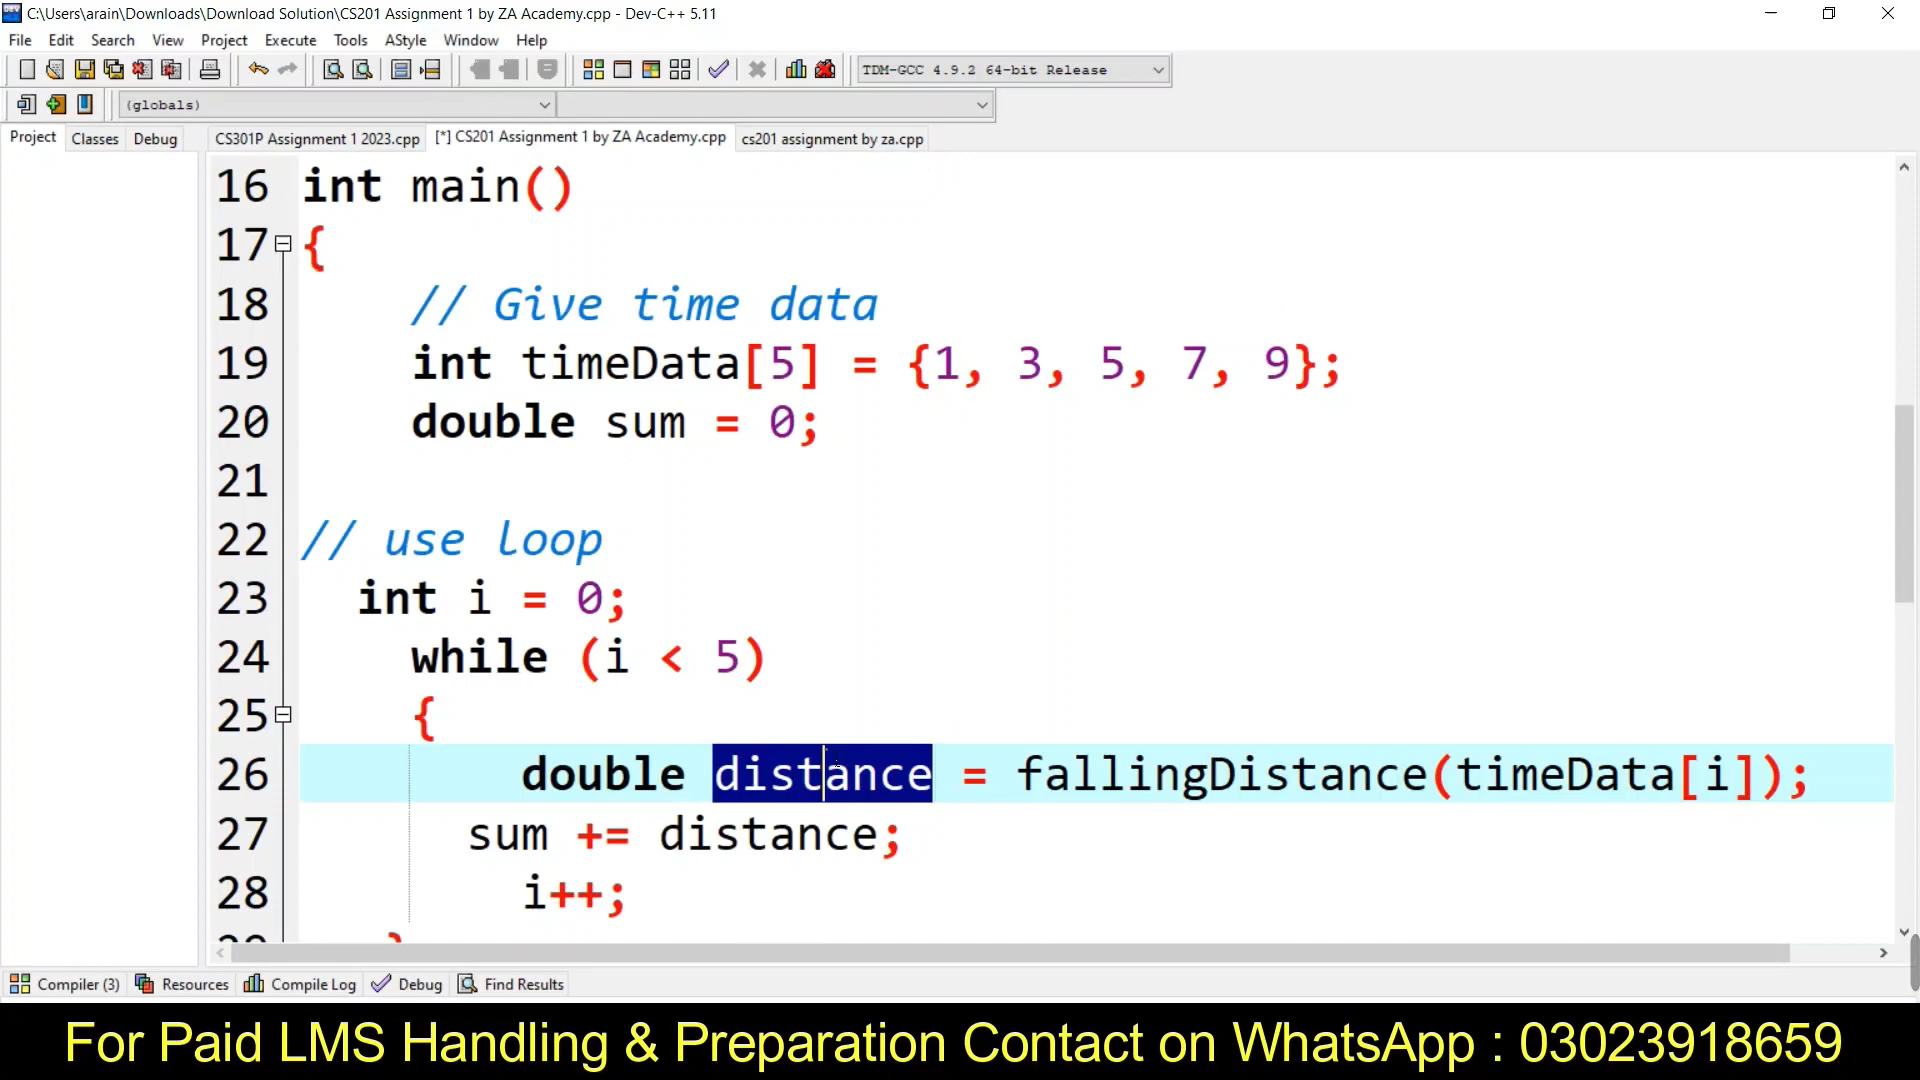 C:\Users\arain\Downloads\Download Solution\CS201 Assignment 1 by ZA Academy.cpp - Dev-C++ 5.11
File Edit Search View Project Execute Tools AStyle Window Help
TDM-GCC 4.9.2 64-bit Release
(globals)
Project Classes Debug CS301P Assignment 1 2023.cpp [*] CS201 Assignment 1 by ZA Academy.cpp cs201 assignment by za.cpp
16 int main()
17 {
18 // Give time data
19 int timeData[5] = {1, 3, 5, 7, 9};
20 double sum = 0;
21
22 // use loop
23 int i = 0;
24 while (i < 5)
25 {
26 double distance = fallingDistance(timeData[i]);
27 sum += distance;
28 i++;
29 }
Compiler (3) Resources Compile Log Debug Find Results
For Paid LMS Handling & Preparation Contact on WhatsApp : 03023918659